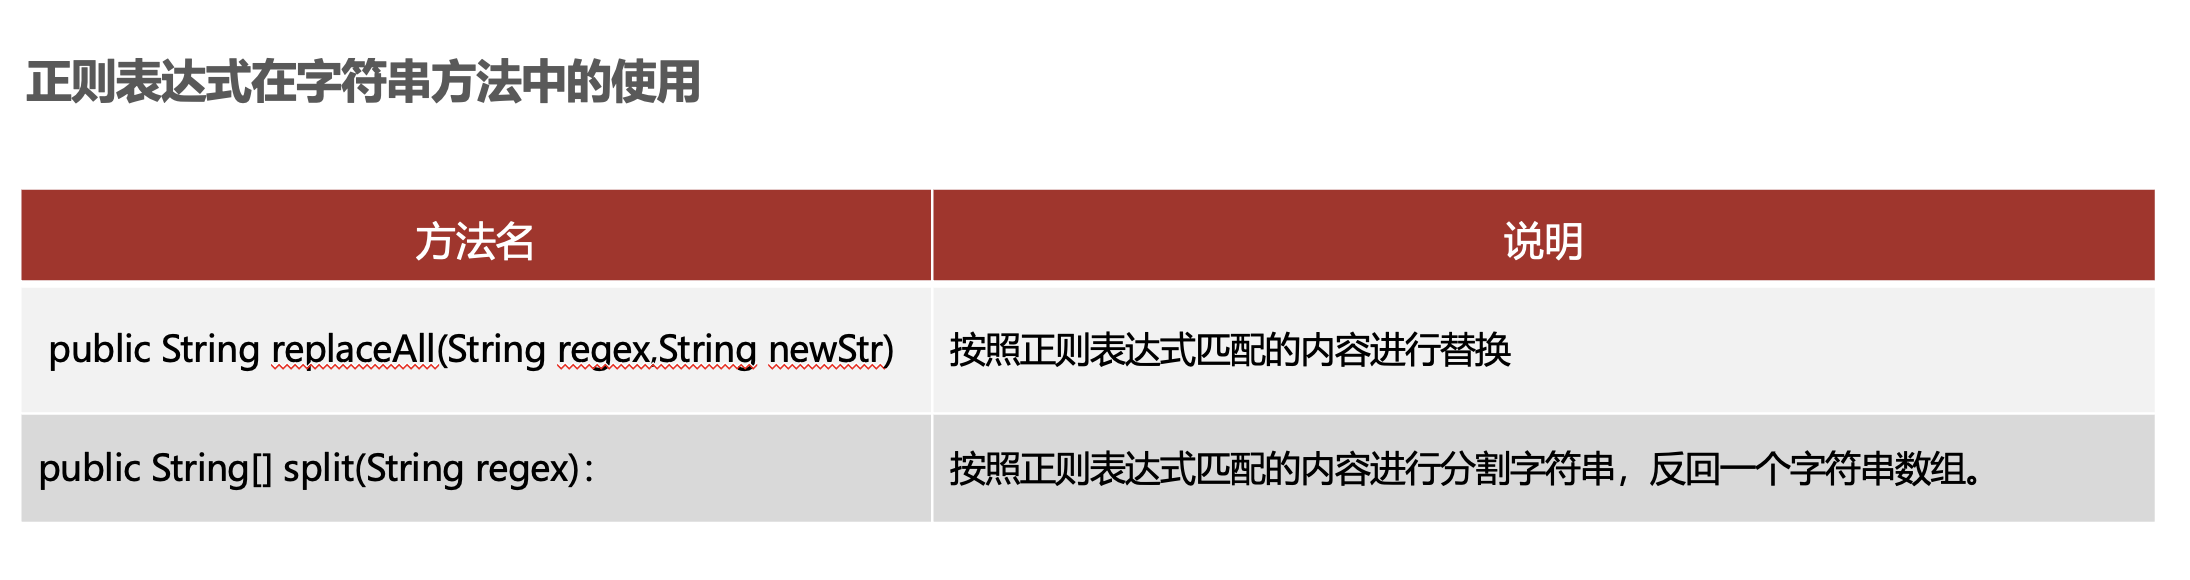 正则表达式在字符串方法中的使用
方法名 说明
public String replaceAll(String regex,String newStr) 按照正则表达式匹配的内容进行替换
public String[] split(String regex)： 按照正则表达式匹配的内容进行分割字符串，反回一个字符串数组。